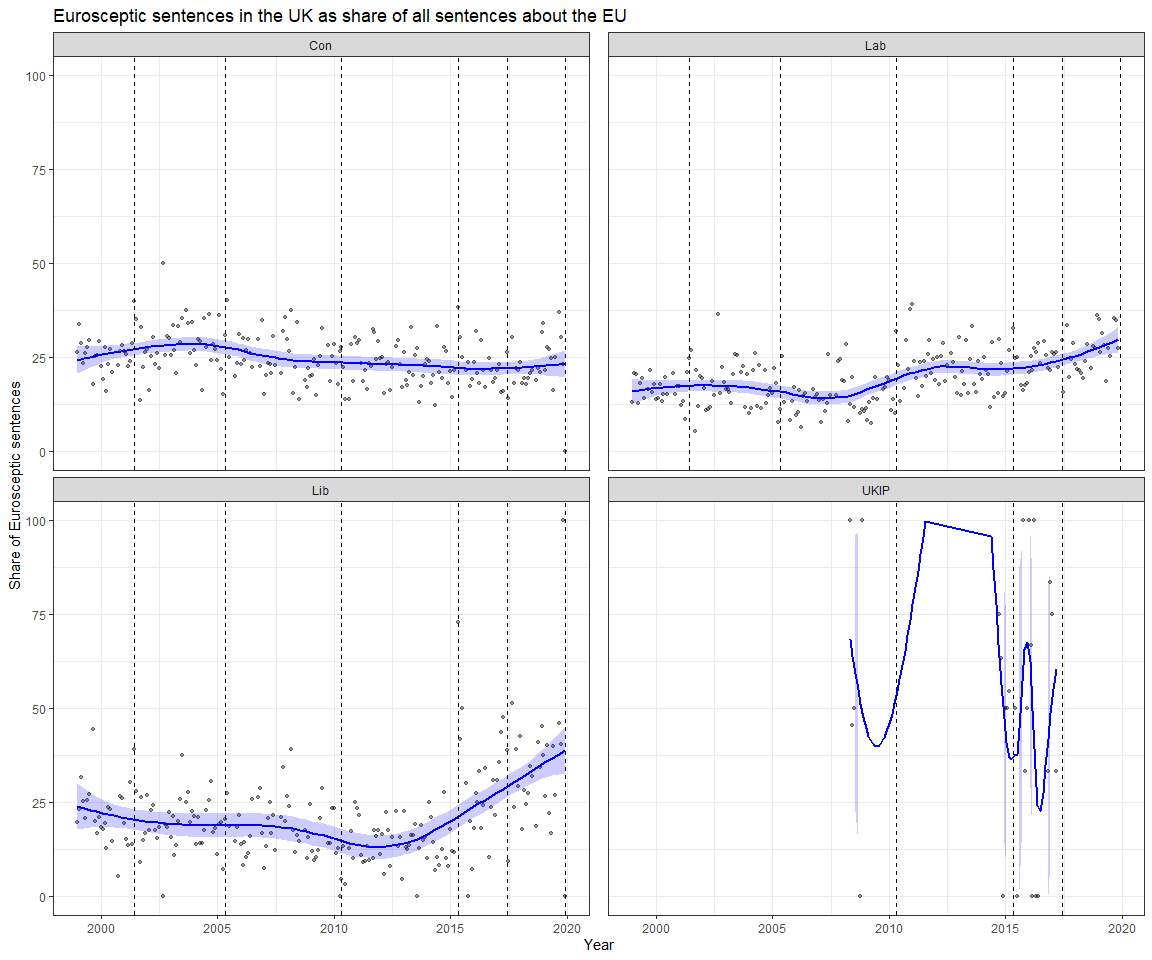 Eurosceptic sentences in the UK as share of all sentences about the EU
Con
Lab
100
75
50
25
0
Lib
UKIP
100
75
50
25
0
Share of Eurosceptic sentences
2000 2005 2010 2015 2020
2000 2005 2010 2015 2020
Year